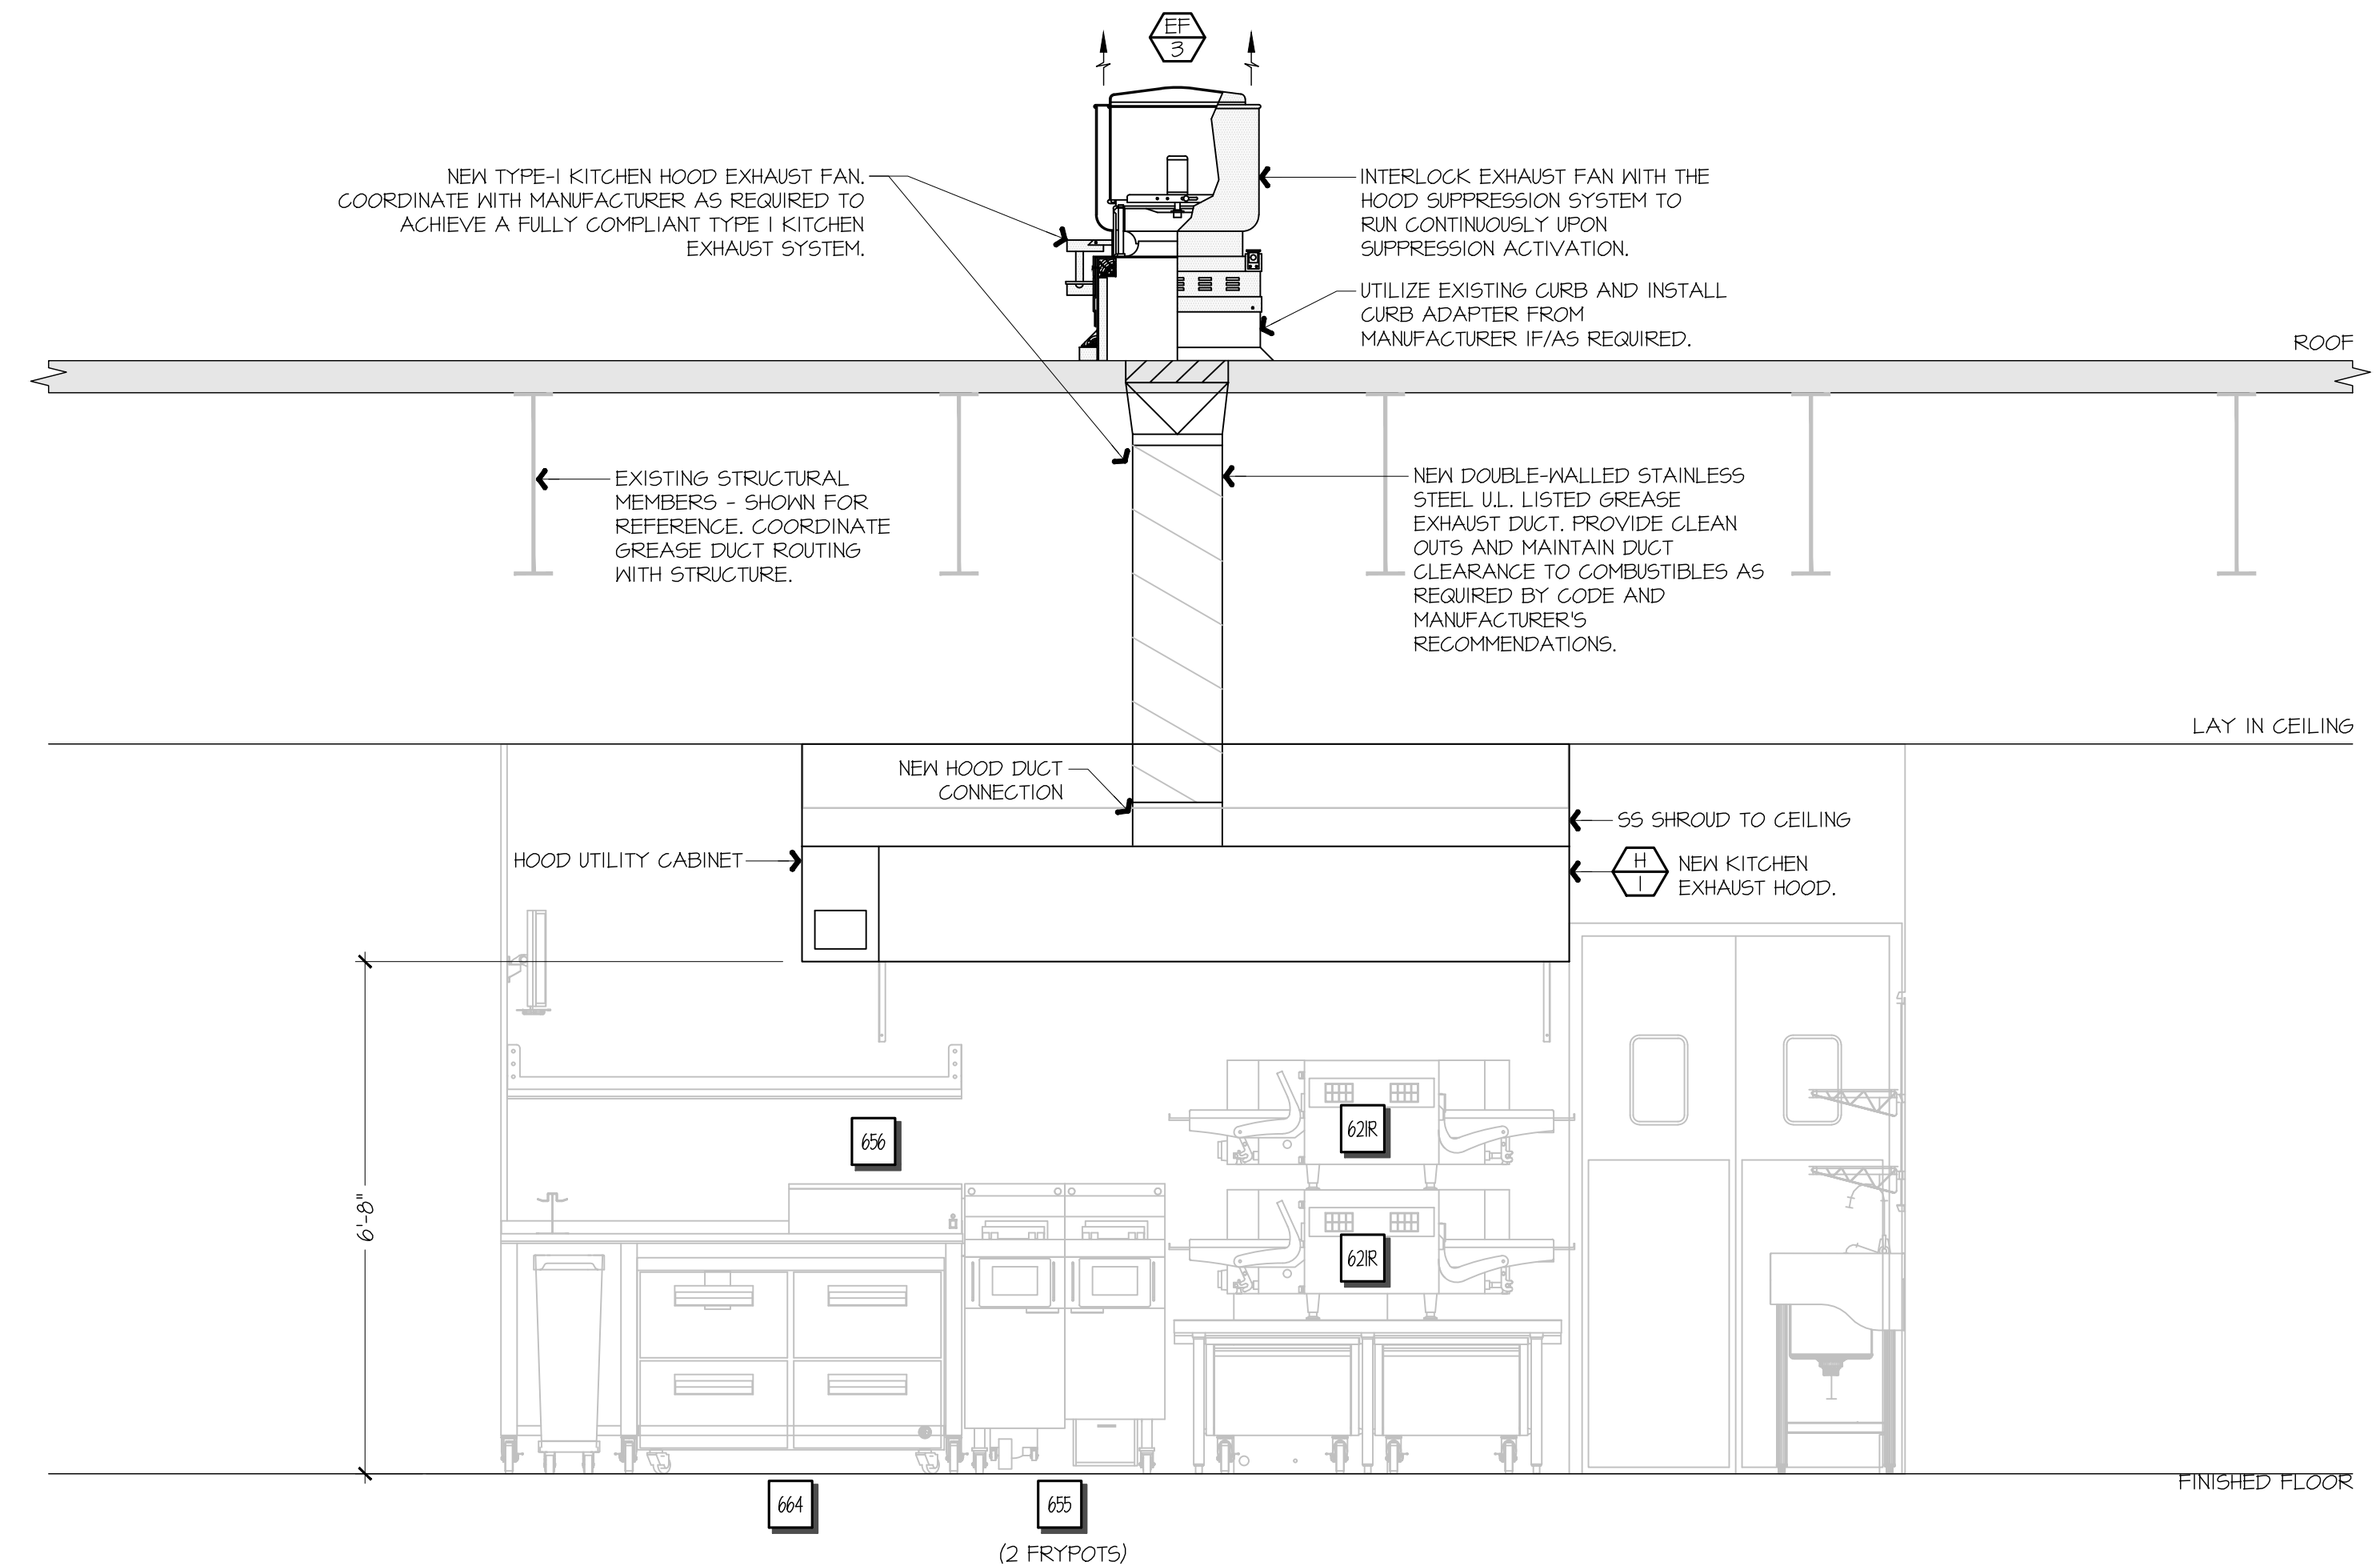 EF
3
NEW TYPE-I KITCHEN HOOD EXHAUST FAN.
COORDINATE WITH MANUFACTURER AS REQUIRED TO
ACHIEVE A FULLY COMPLIANT TYPE I KITCHEN
EXHAUST SYSTEM.
INTERLOCK EXHAUST FAN WITH THE
HOOD SUPPRESSION SYSTEM TO
RUN CONTINUOUSLY UPON
SUPPRESSION ACTIVATION.
UTILIZE EXISTING CURB AND INSTALL
CURB ADAPTER FROM
MANUFACTURER IF/AS REQUIRED.
ROOF
EXISTING STRUCTURAL
MEMBERS - SHOWN FOR
REFERENCE. COORDINATE
GREASE DUCT ROUTING
WITH STRUCTURE.
NEW DOUBLE-WALLED STAINLESS
STEEL U.L. LISTED GREASE
EXHAUST DUCT. PROVIDE CLEAN
OUTS AND MAINTAIN DUCT
CLEARANCE TO COMBUSTIBLES AS
REQUIRED BY CODE AND
MANUFACTURER'S
RECOMMENDATIONS.
LAY IN CEILING
NEW HOOD DUCT
CONNECTION
SS SHROUD TO CEILING
HOOD UTILITY CABINET
H
1
NEW KITCHEN
EXHAUST HOOD.
6'-8"
656
621R
621R
FINISHED FLOOR
664
655
(2 FRYPOTS)